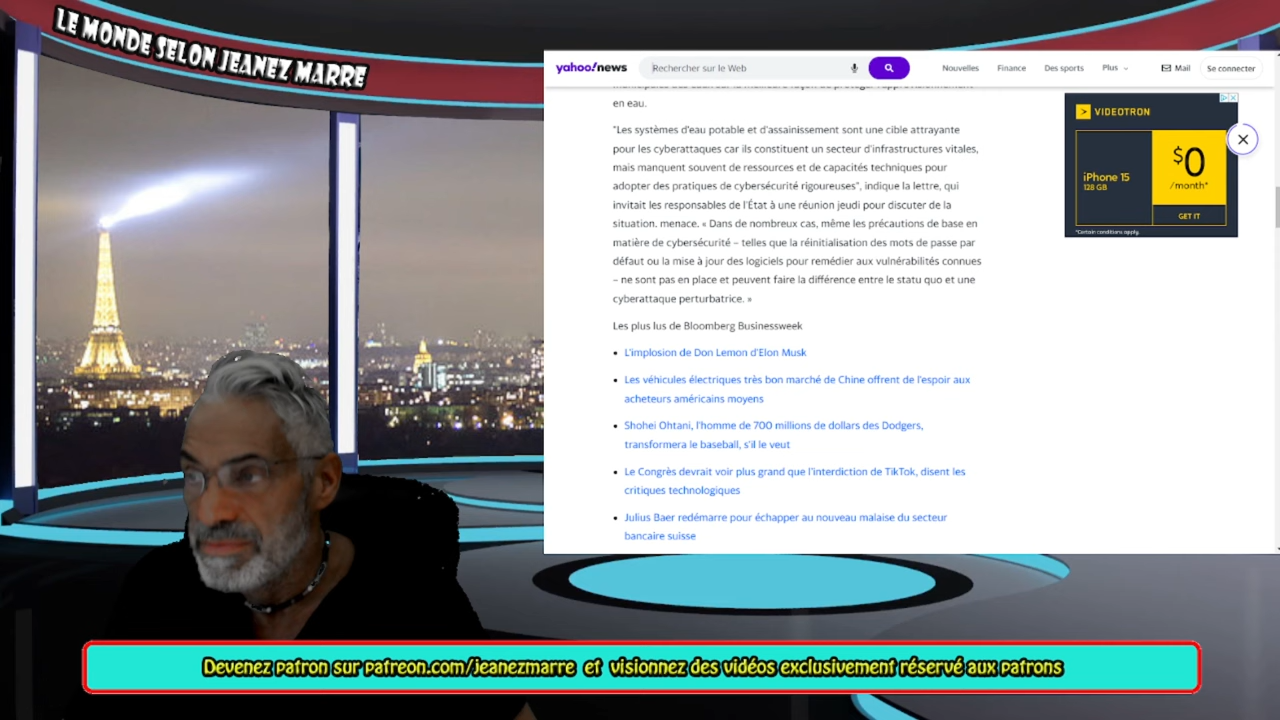 LE MONDE SELON JEANEZ MARRE
yahoo!news
Rechercher sur le Web
Nouvelles
Finance
Des sports
Plus
Mail
Se connecter
en eau.
"Les systèmes d'eau potable et d'assainissement sont une cible attrayante
pour les cyberattaques car ils constituent un secteur d'infrastructures vitales,
mais manquent souvent de ressources et de capacités techniques pour
adopter des pratiques de cybersécurité rigoureuses", indique la lettre, qui
invitait les responsables de l'État à une réunion jeudi pour discuter de la
situation. menace. « Dans de nombreux cas, même les précautions de base en
matière de cybersécurité – telles que la réinitialisation des mots de passe par
défaut ou la mise à jour des logiciels pour remédier aux vulnérabilités connues
– ne sont pas en place et peuvent faire la différence entre le statu quo et une
cyberattaque perturbatrice. »
Les plus lus de Bloomberg Businessweek
• L'implosion de Don Lemon d'Elon Musk
• Les véhicules électriques très bon marché de Chine offrent de l'espoir aux
acheteurs américains moyens
• Shohei Ohtani, l'homme de 700 millions de dollars des Dodgers,
transformera le baseball, s'il le veut
• Le Congrès devrait voir plus grand que l'interdiction de TikTok, disent les
critiques technologiques
• Julius Baer redémarre pour échapper au nouveau malaise du secteur
bancaire suisse
VIDEOTRON
iPhone 15
128 GB
$0
/month*
GET IT
*Certain conditions apply.
Devenez patron sur patreon.com/jeanezmarre et visionnez des vidéos exclusivement réservé aux patrons